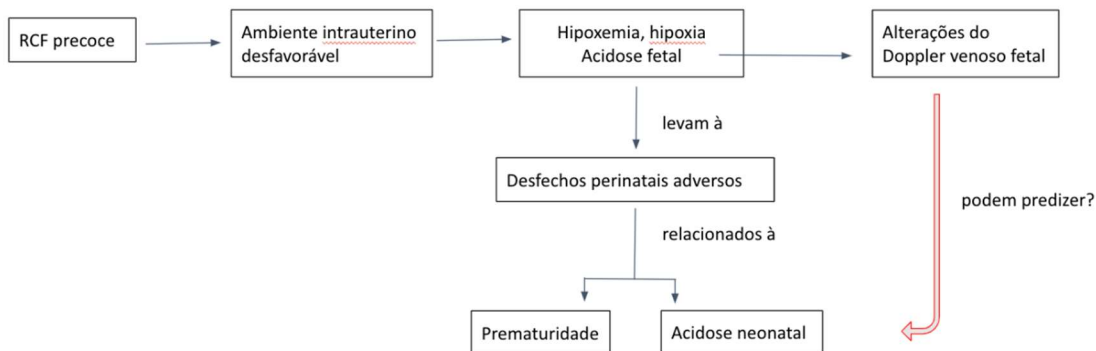 RCF precoce
Ambiente intrauterino
desfavorável
Hipoxemia, hipoxia
Acidose fetal
Alterações do
Doppler venoso fetal
levam à
Desfechos perinatais adversos
podem predizer?
relacionados à
Prematuridade
Acidose neonatal